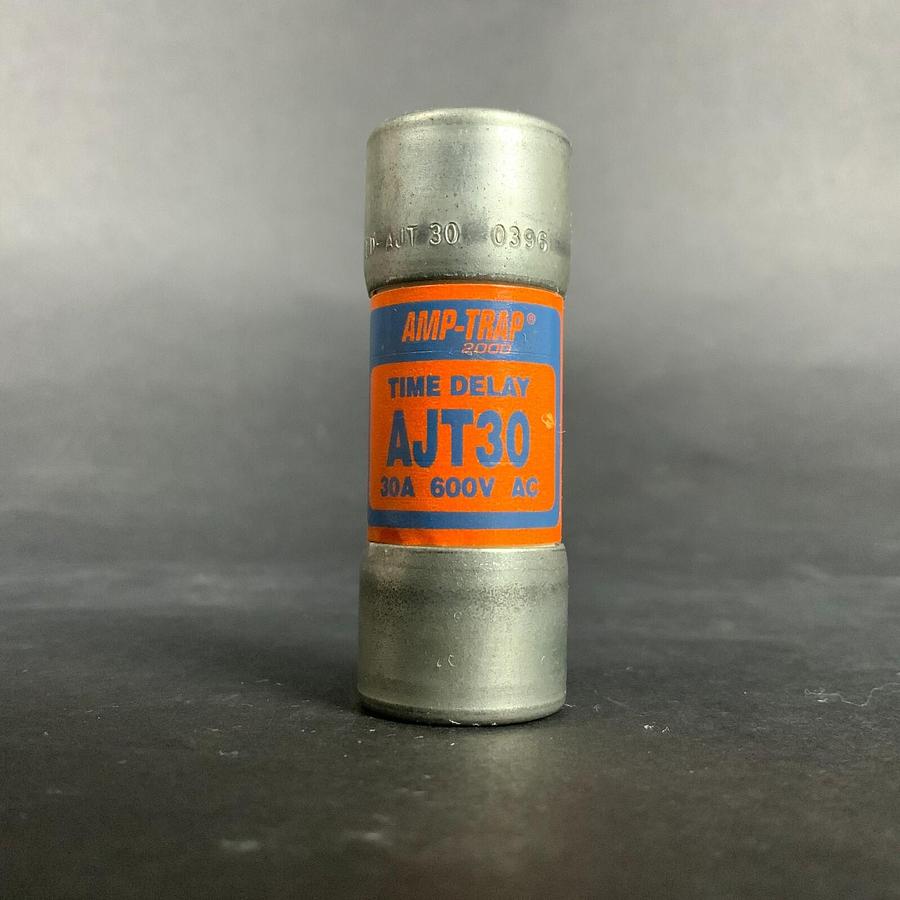 AJT 30 0396
AMP-TRAP®
2000
TIME DELAY
AJT30
30A 600V AC